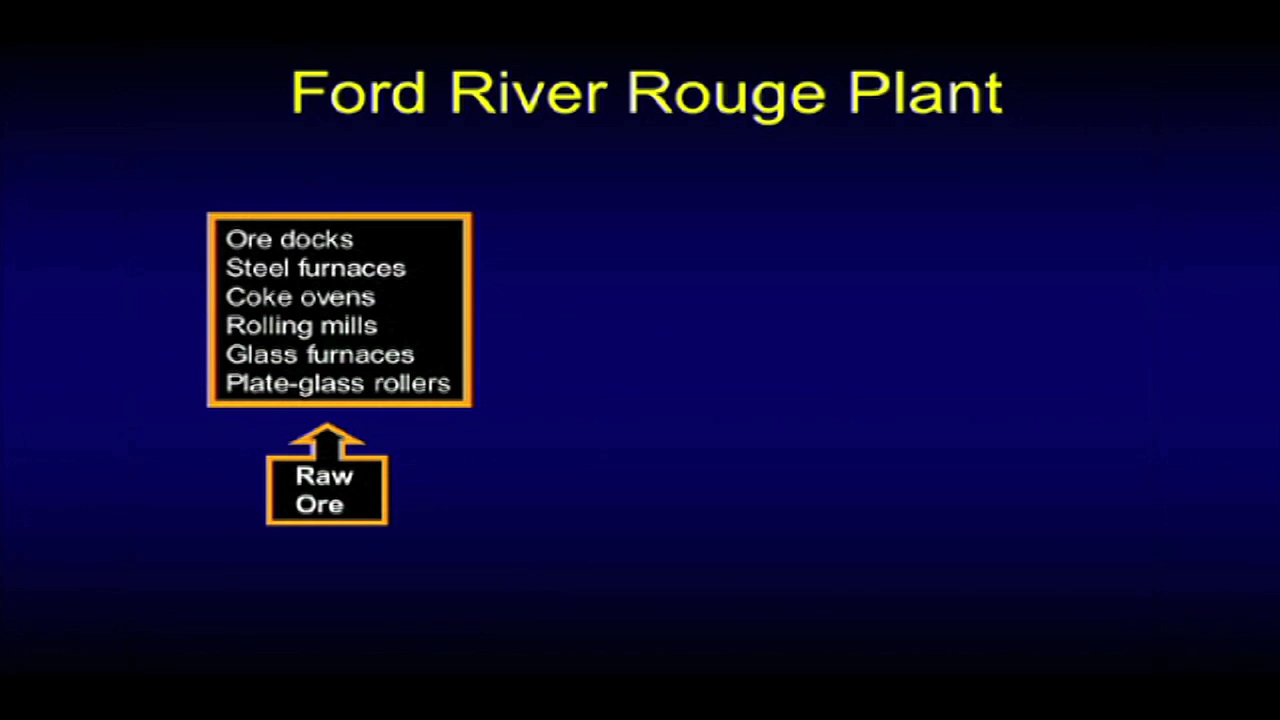 Ford River Rouge Plant
Ore docks
Steel furnaces
Coke ovens
Rolling mills
Glass furnaces
Plate-glass rollers
Raw
Ore